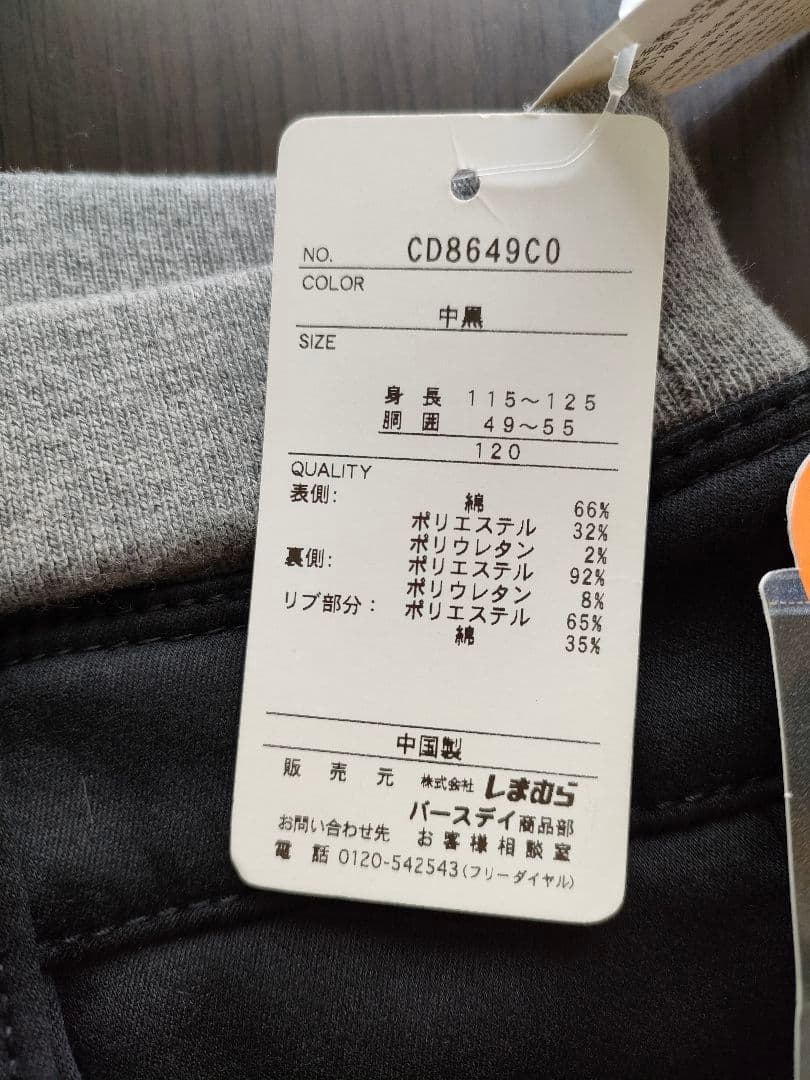 NO. CD8649C0
COLOR
中黒
SIZE
身長 115～125
胴囲 49～55
120
QUALITY
表側: 綿 66%
ポリエステル 32%
ポリウレタン 2%
裏側: ポリエステル 92%
ポリウレタン 8%
リブ部分: ポリエステル 65%
綿 35%
中国製
販売元 株式会社 しまむら
バースデイ商品部
お問い合わせ先 お客様相談室
電話 0120-542543(フリーダイヤル)